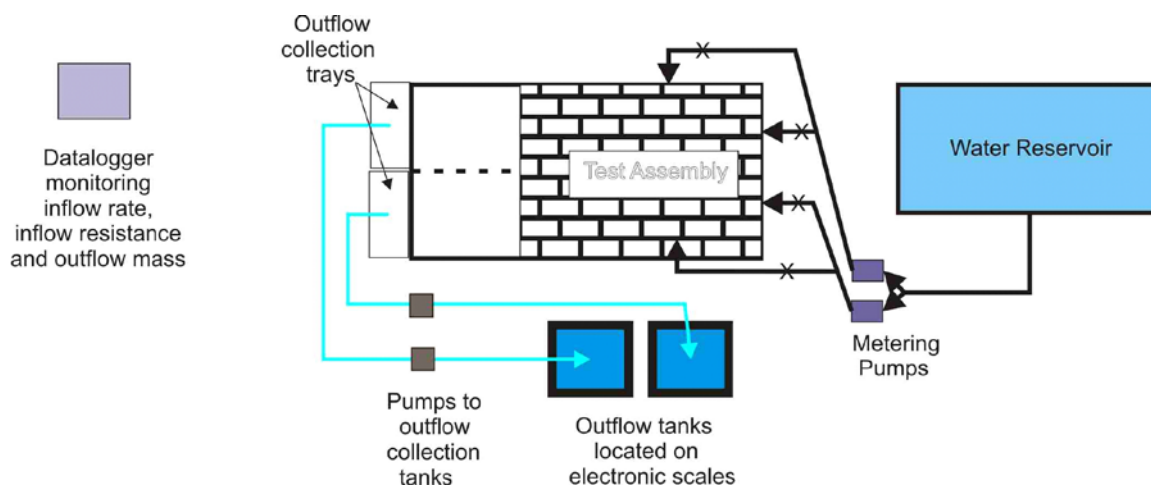 Outflow
collection
trays
Datalogger
monitoring
inflow rate,
inflow resistance
and outflow mass
Test Assembly
X
X
X
X
Water Reservoir
Metering
Pumps
Pumps to
outflow
collection
tanks
Outflow tanks
located on
electronic scales